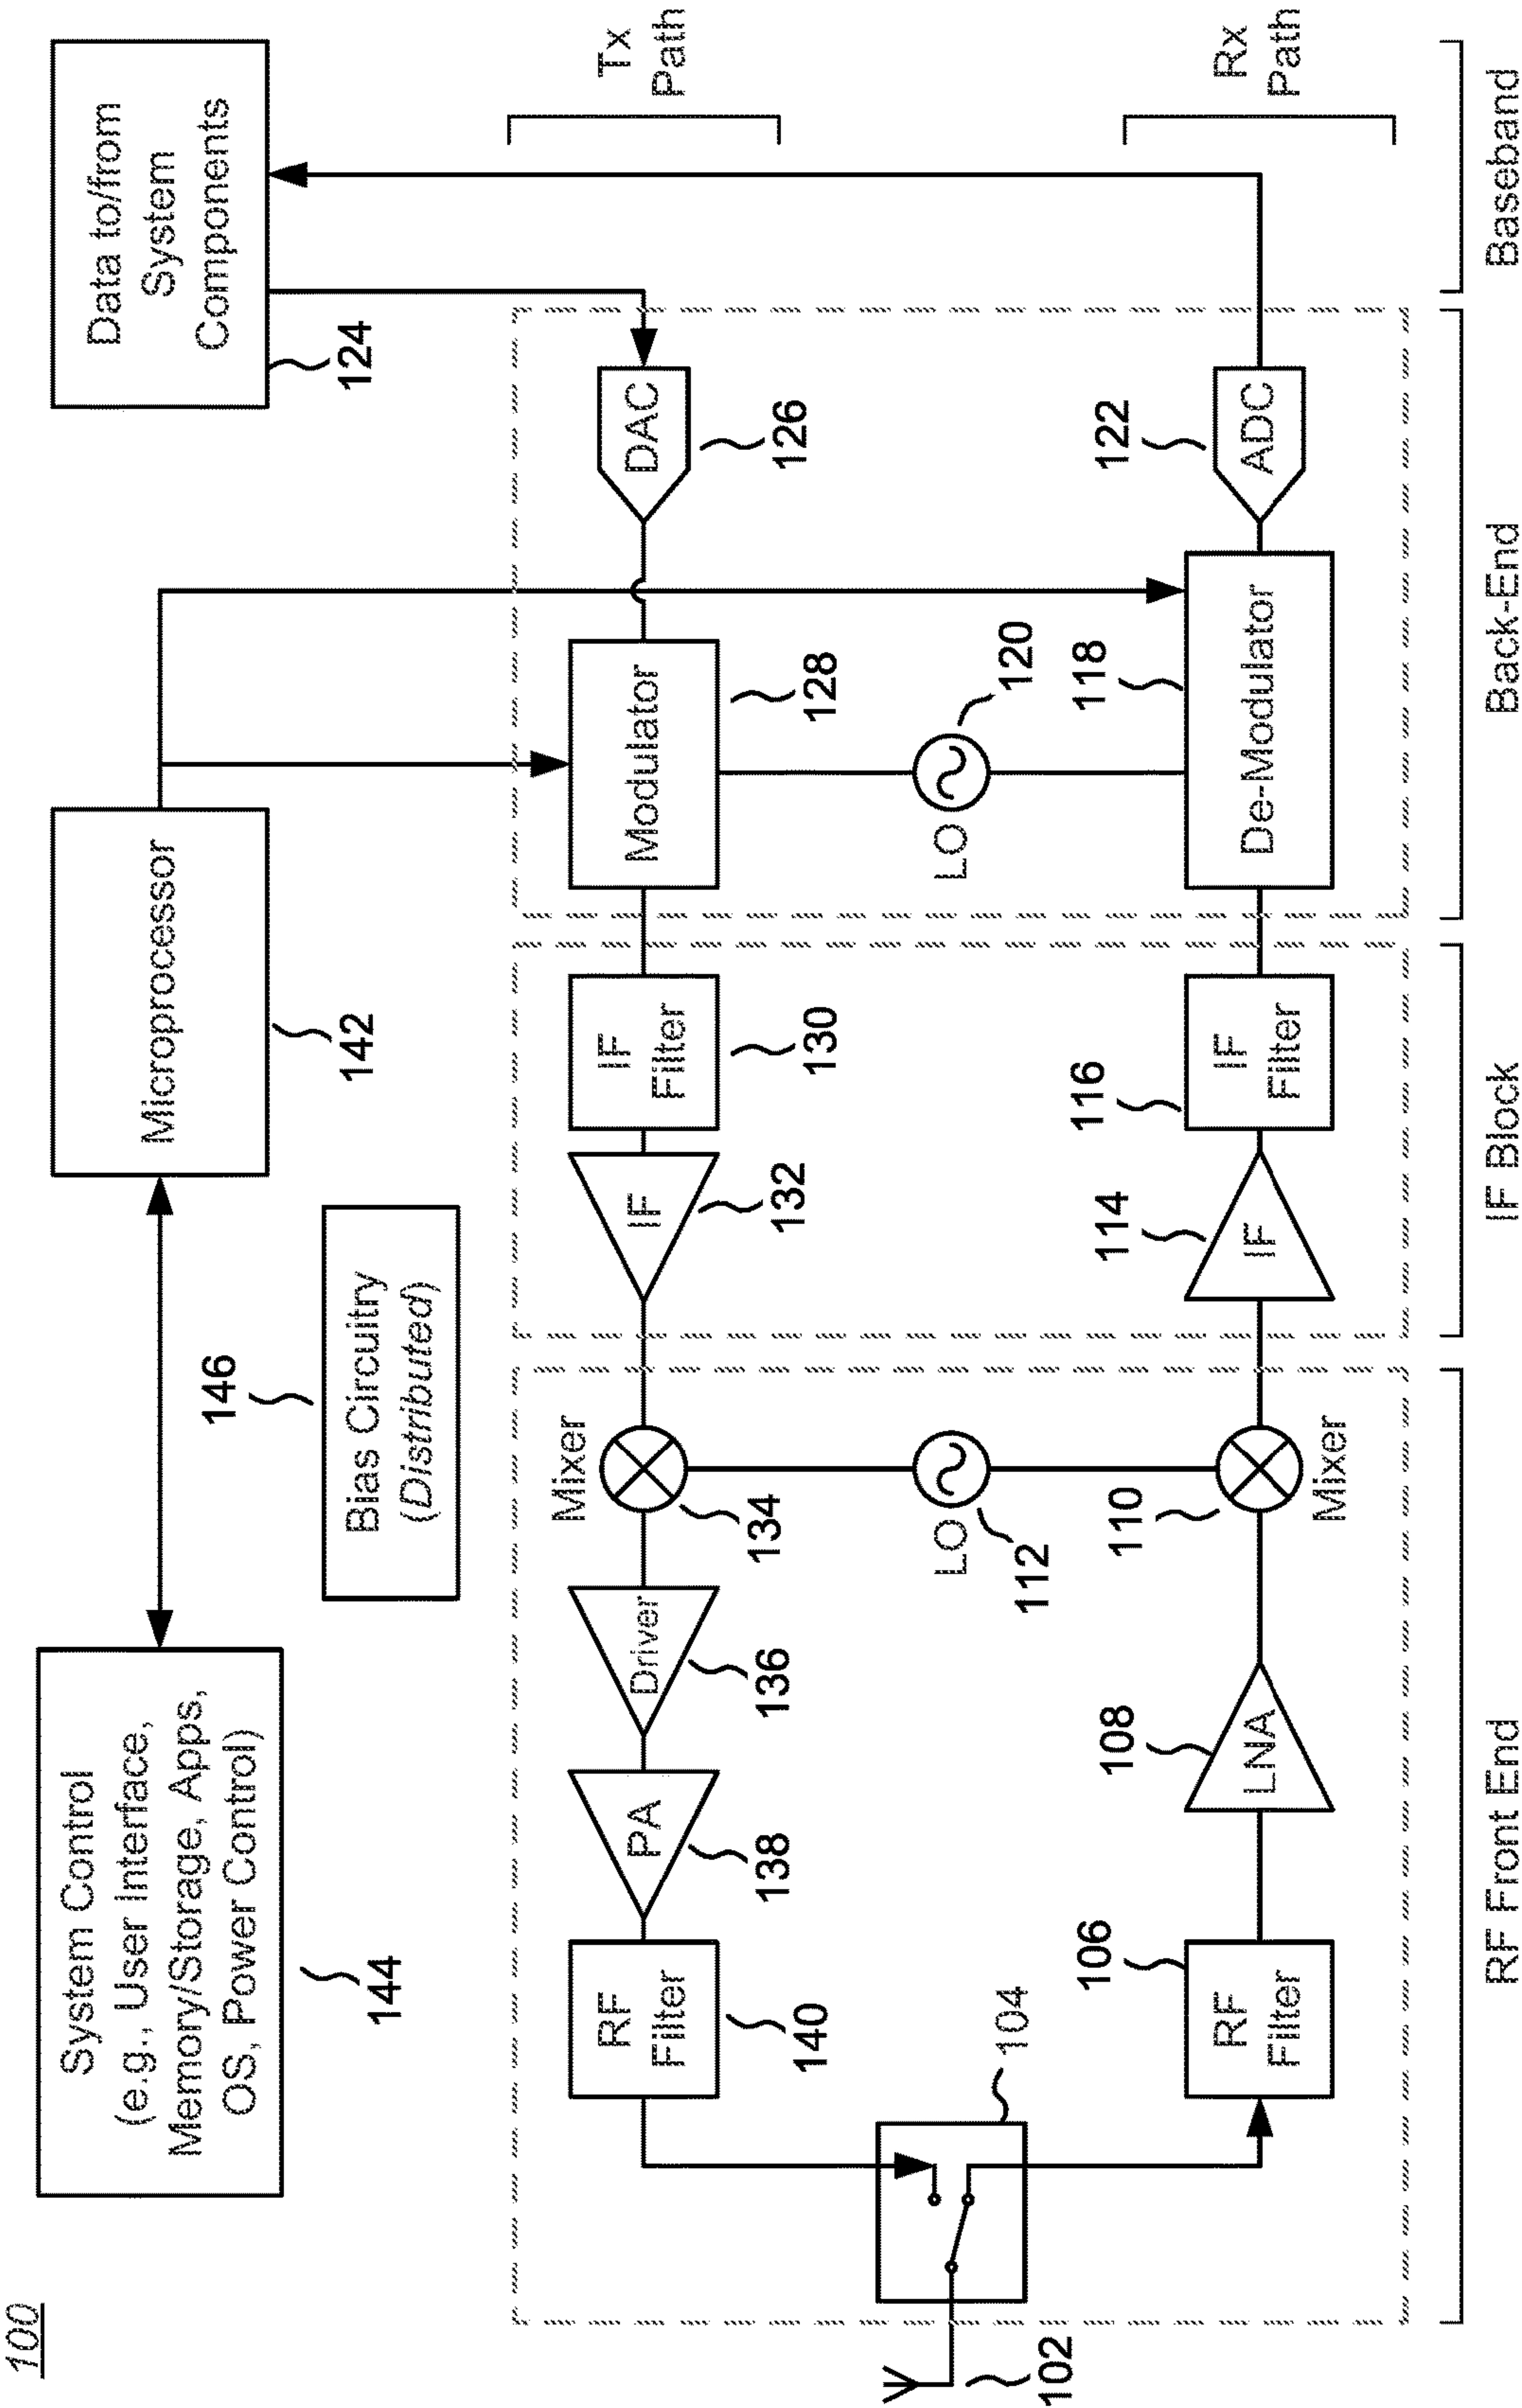 100
System Control
(e.g., User Interface,
Memory/Storage, Apps,
OS, Power Control)
144
Microprocessor
142
Data to/from
System
Components
124
146
Bias Circuitry
(Distributed)
Tx
Path
RF
Filter
140
PA
138
Driver
136
Mixer
134
IF
132
IF
Filter
130
Modulator
128
DAC
126
102
104
LO
112
LO
120
Rx
Path
106
RF
Filter
108
LNA
110
Mixer
114
IF
116
IF
Filter
118
De-Modulator
122
ADC
RF Front End
IF Block
Back-End
Baseband